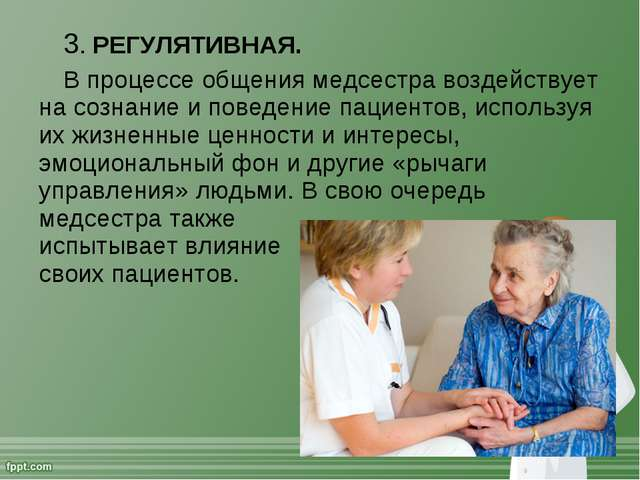 3. РЕГУЛЯТИВНАЯ.
В процессе общения медсестра воздействует
на сознание и поведение пациентов, используя
их жизненные ценности и интересы,
эмоциональный фон и другие «рычаги
управления» людьми. В свою очередь
медсестра также
испытывает влияние
своих пациентов.
fppt.com